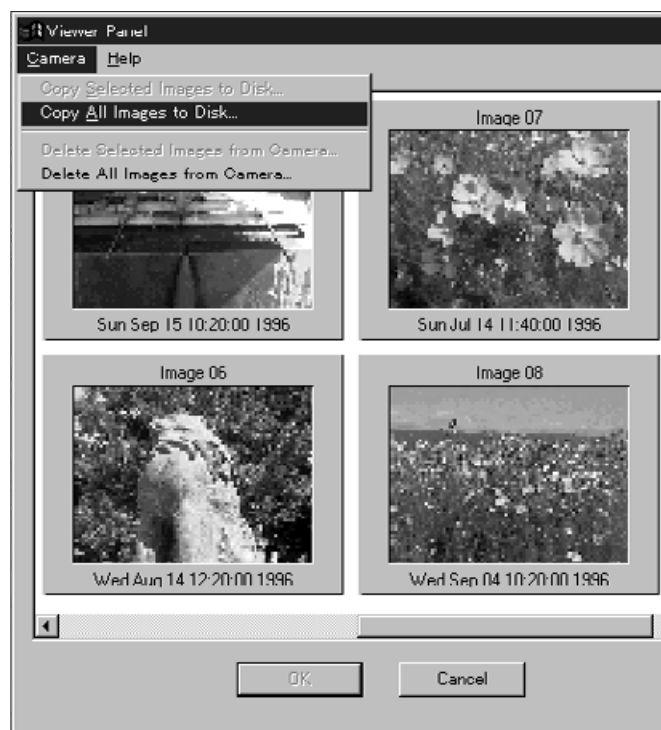 Viewer Panel
Camera Help
Copy Selected Images to Disk...
Copy All Images to Disk...
Delete Selected Images from Camera...
Delete All Images from Camera...
Image 07
Sun Sep 15 10:20:00 1996
Sun Jul 14 11:40:00 1996
Image 06
Image 08
Wed Aug 14 12:20:00 1996
Wed Sep 04 10:20:00 1996
OK
Cancel